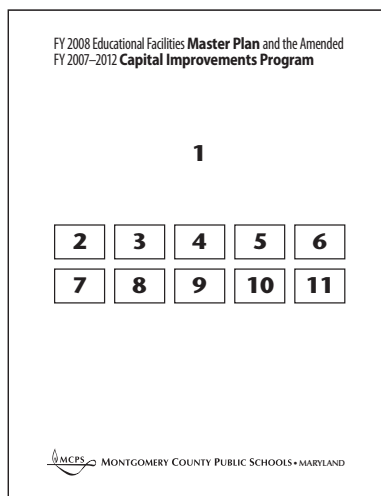 FY 2008 Educational Facilities Master Plan and the Amended
FY 2007–2012 Capital Improvements Program
1
2 3 4 5 6
7 8 9 10 11
MCPS MONTGOMERY COUNTY PUBLIC SCHOOLS • MARYLAND